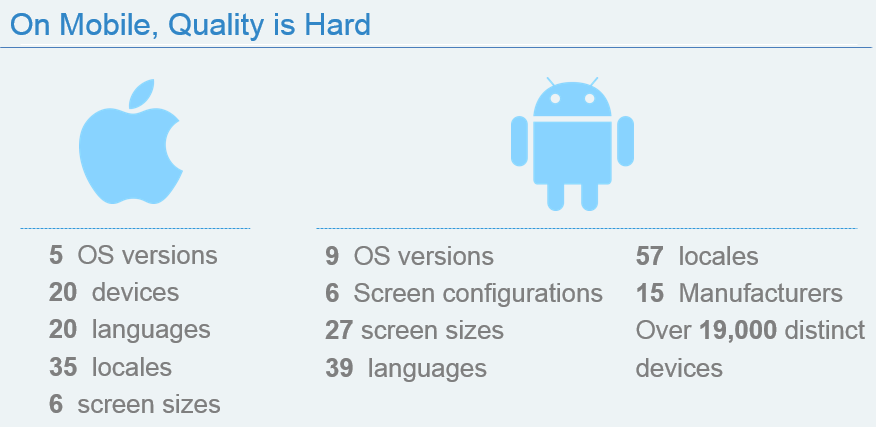 On Mobile, Quality is Hard
5 OS versions
20 devices
20 languages
35 locales
6 screen sizes
9 OS versions
6 Screen configurations
27 screen sizes
39 languages
57 locales
15 Manufacturers
Over 19,000 distinct
devices